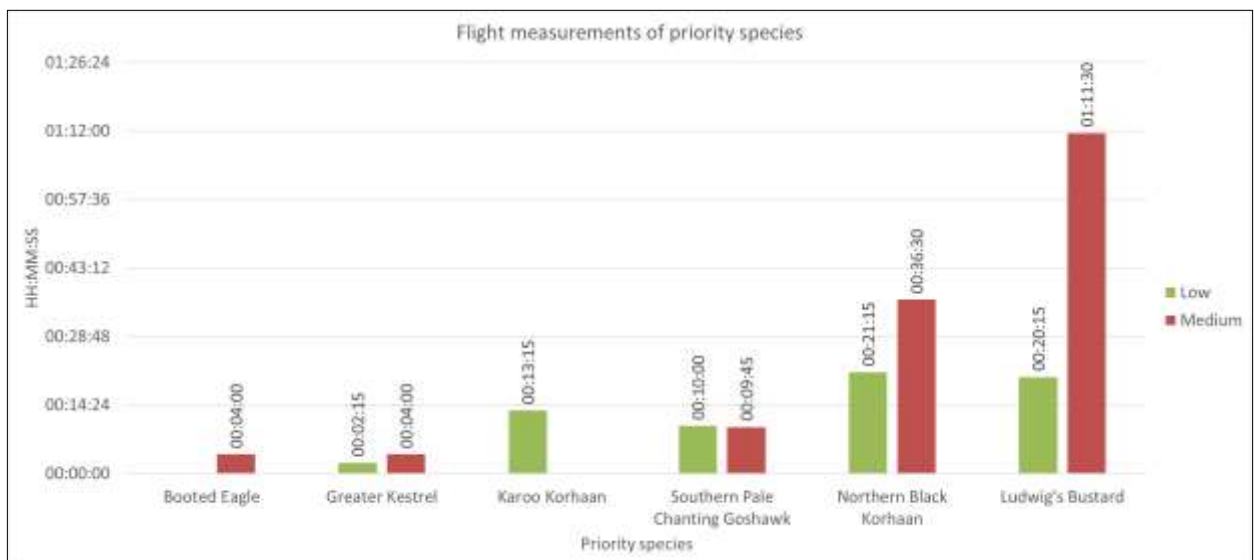 Flight measurements of priority species
01:26:24
01:12:00
00:57:36
00:43:12
00:28:48
00:14:24
00:00:00
HH:MM:SS
00:04:00
00:02:15
00:04:00
00:13:15
00:10:00
00:09:45
00:21:15
00:36:30
00:20:15
01:11:30
Low
Medium
Booted Eagle
Greater Kestrel
Karoo Korhaan
Southern Pale
Chanting Goshawk
Northern Black
Korhaan
Ludwig's Bustard
Priority species